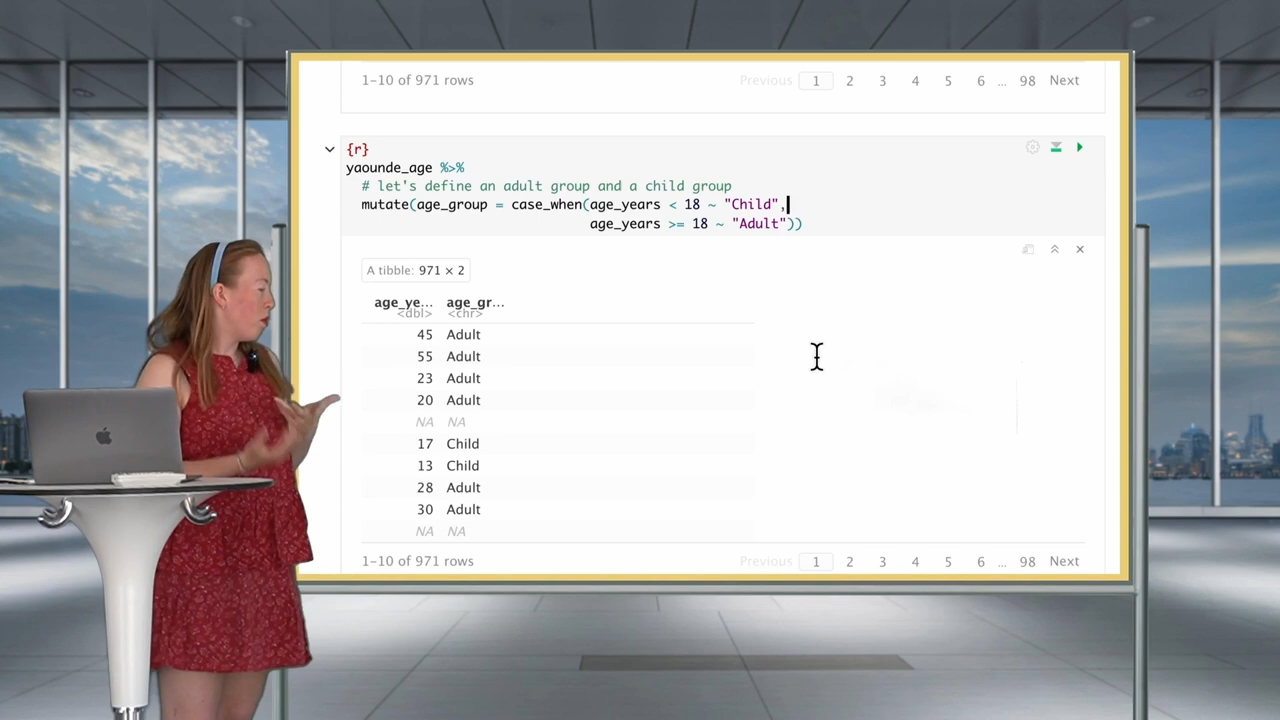 1–10 of 971 rows Previous 1 2 3 4 5 6 ... 98 Next
{r}
yaounde_age %>%
# let's define an adult group and a child group
mutate(age_group = case_when(age_years < 18 ~ "Child",
age_years >= 18 ~ "Adult"))
A tibble: 971 × 2
age_ye... age_gr...
<dbl> <chr>
45 Adult
55 Adult
23 Adult
20 Adult
NA NA
17 Child
13 Child
28 Adult
30 Adult
NA NA
1–10 of 971 rows Previous 1 2 3 4 5 6 ... 98 Next